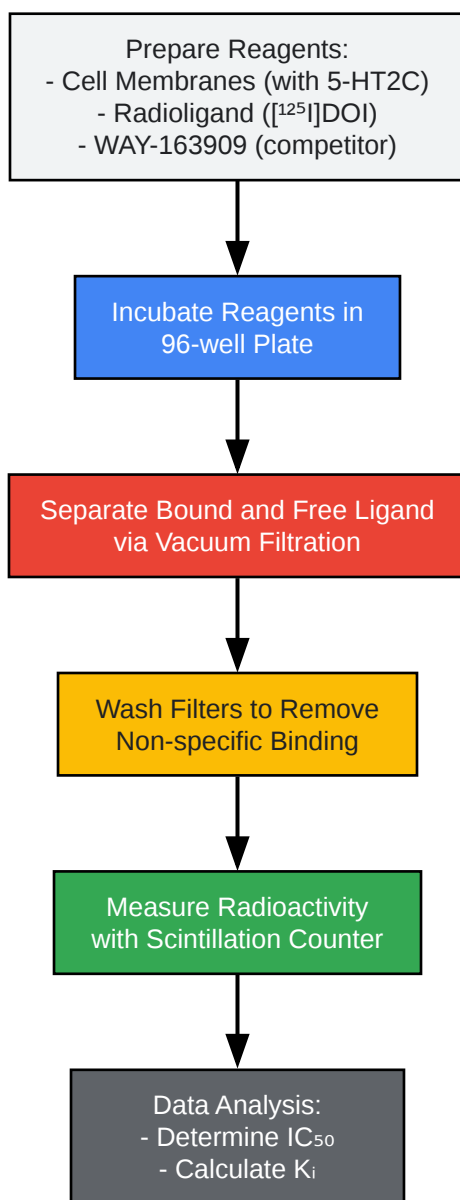 Prepare Reagents:
- Cell Membranes (with 5-HT2C)
- Radioligand ([¹²⁵I]DOI)
- WAY-163909 (competitor)
Incubate Reagents in
96-well Plate
Separate Bound and Free Ligand
via Vacuum Filtration
Wash Filters to Remove
Non-specific Binding
Measure Radioactivity
with Scintillation Counter
Data Analysis:
- Determine IC₅₀
- Calculate Kᵢ